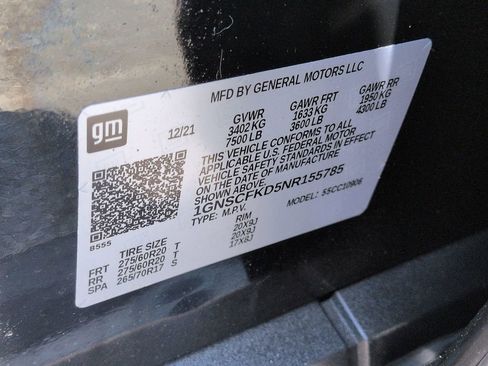 MFD BY GENERAL MOTORS LLC
gm
12/21
GVWR GAWR FRT GAWR RR
3402 KG 1633 KG 1950 KG
7500 LB 3600 LB 4300 LB
THIS VEHICLE CONFORMS TO ALL
APPLICABLE U.S. FEDERAL MOTOR
VEHICLE SAFETY STANDARDS IN EFFECT
ON THE DATE OF MANUFACTURE
SHOWN ABOVE.
1GNSCFKD5NR155785
TYPE: M.P.V. MODEL: 55CC10906
8555
TIRE SIZE RIM
FRT 275/60R20 T 20X9J
RR 275/60R20 T 20X9J
SPA 265/70R17 S 17X8J